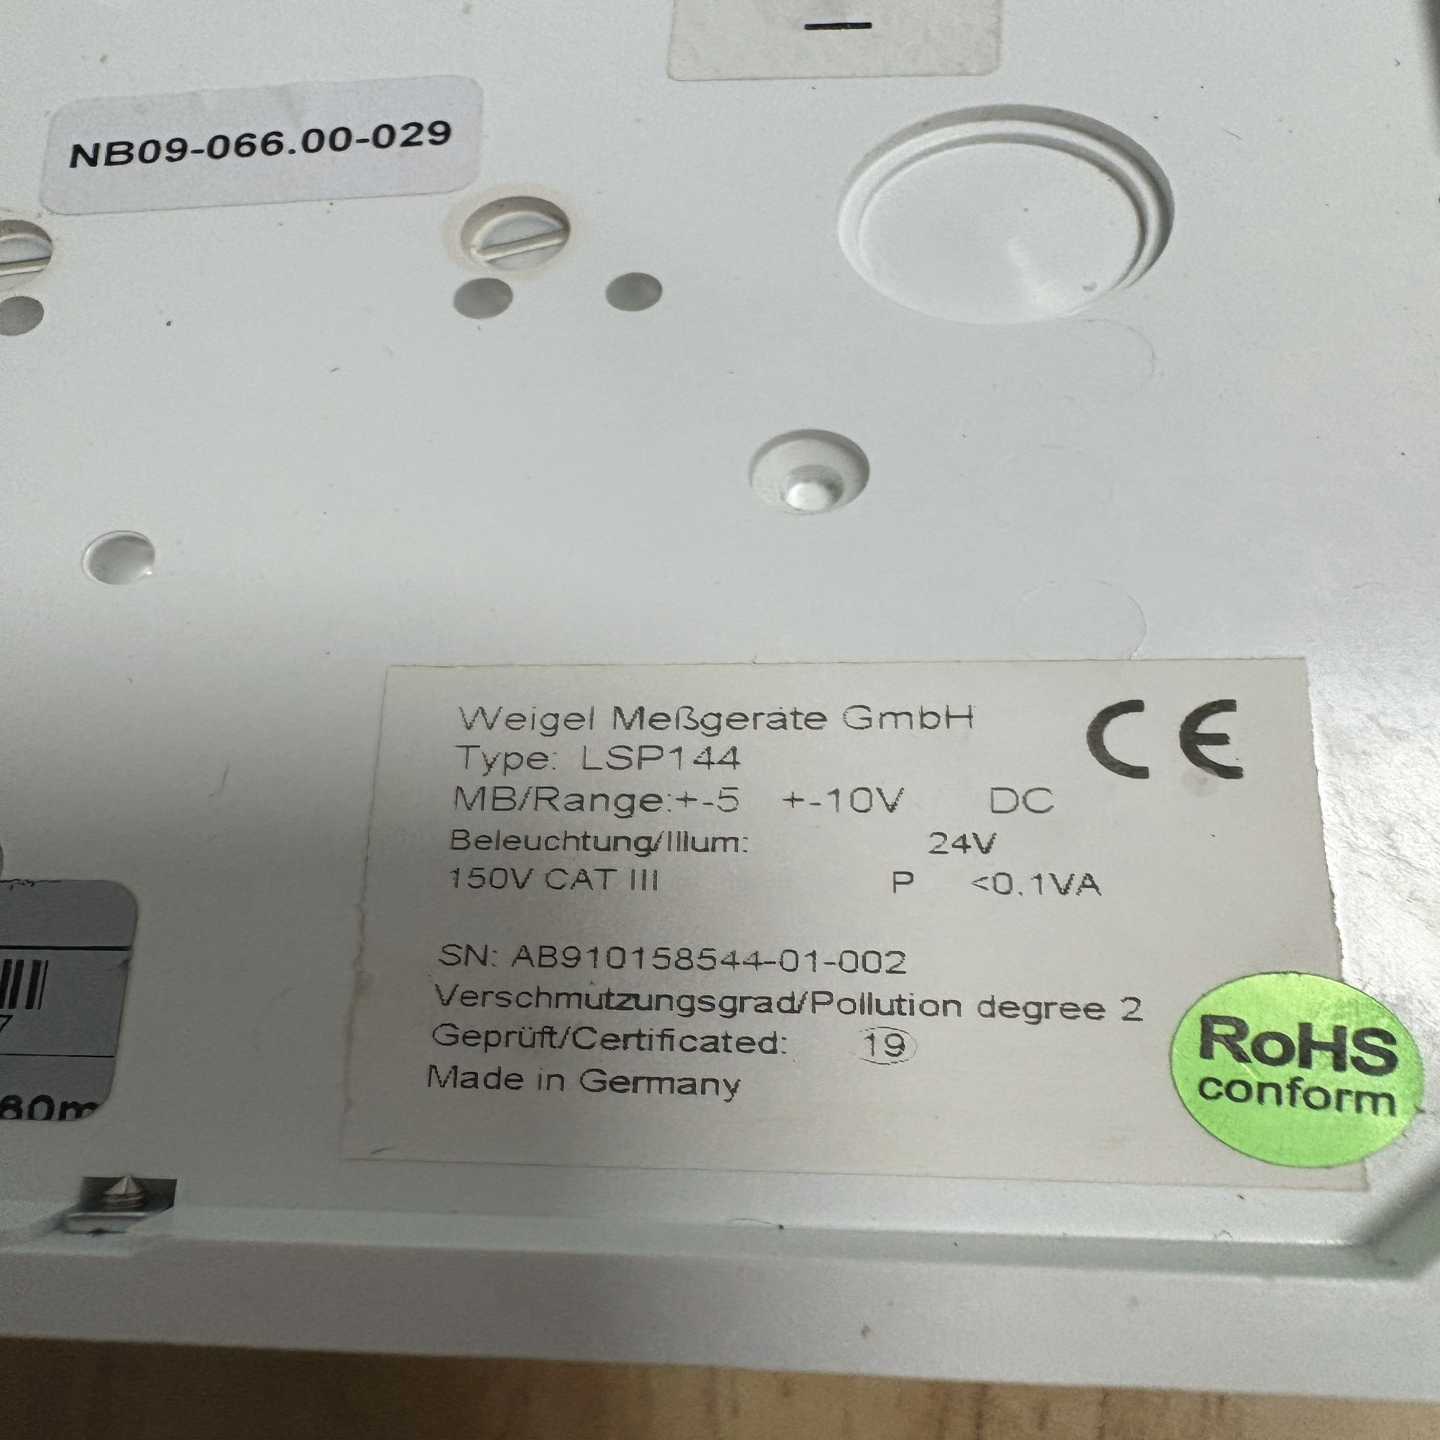 NB09-066.00-029
Weigel Meßgeräte GmbH
Type: LSP144
MB/Range:+-5 +-10V DC
Beleuchtung/Illum: 24V
150V CAT III P <0.1VA
SN: AB910158544-01-002
Verschmutzungsgrad/Pollution degree 2
Geprüft/Certificated: 19
Made in Germany
CE
RoHS
conform
7
80m